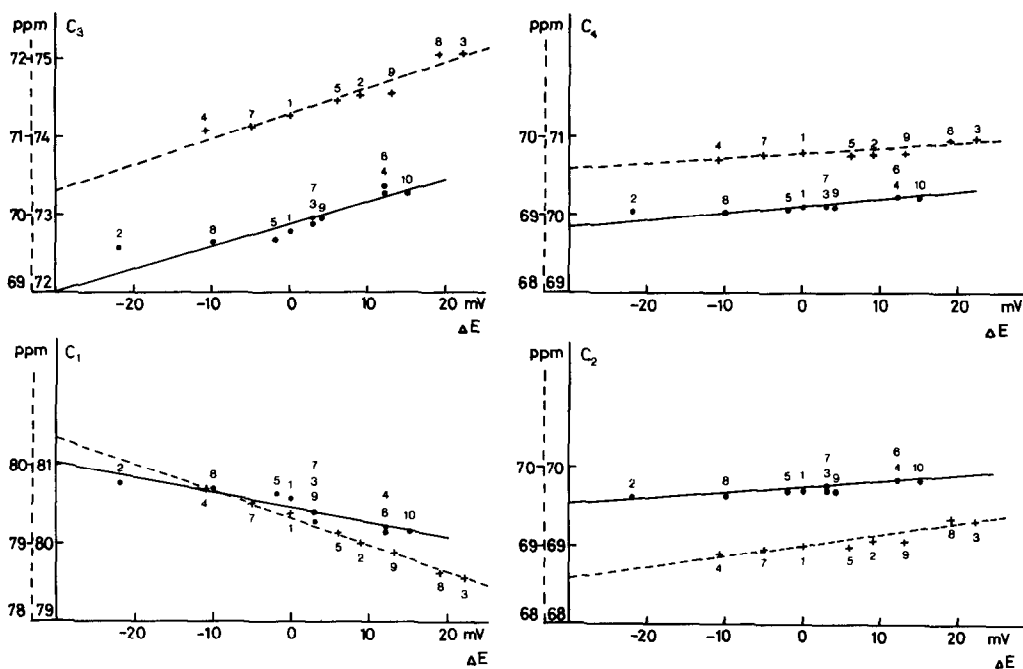 ppm C3
8 3
72 75
9
5 2
1
4 7
71 74
6
4
7 10
3 9
70 73
5 1
2 8
69 72
-20 -10 0 10 20 mV
ΔE
ppm C4
70 71
8 3
4 7 1 5 2 9
7 6
2 8 5 1 3 9 4 10
69 70
68 69
-20 -10 0 10 20 mV
ΔE
ppm C1
80 81
2 8
7
5 1 3 4
9
4 6 10
7 1
79 80
5 2 9
8 3
78 79
-20 -10 0 10 20 mV
ΔE
ppm C2
70 70
7 6
2 8 5 1 3 9 4 10
69 69
8 3
4 7 1 5 2 9
68 68
-20 -10 0 10 20 mV
ΔE